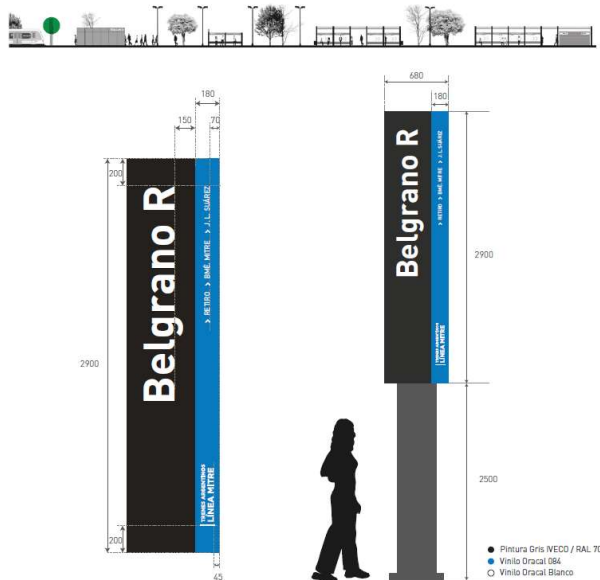 180
150
70
200
Belgrano R
> RETIRO > BMÉ. MITRE > J. L. SUÁREZ
2900
TRENES ARGENTINOS
LÍNEA MITRE
200
45
680
180
Belgrano R
> RETIRO > BMÉ. MITRE > J. L. SUÁREZ
2900
TRENES ARGENTINOS
LÍNEA MITRE
2500
Pintura Gris IVECO / RAL 70
Vinilo Oracal 084
Vinilo Oracal Blanco